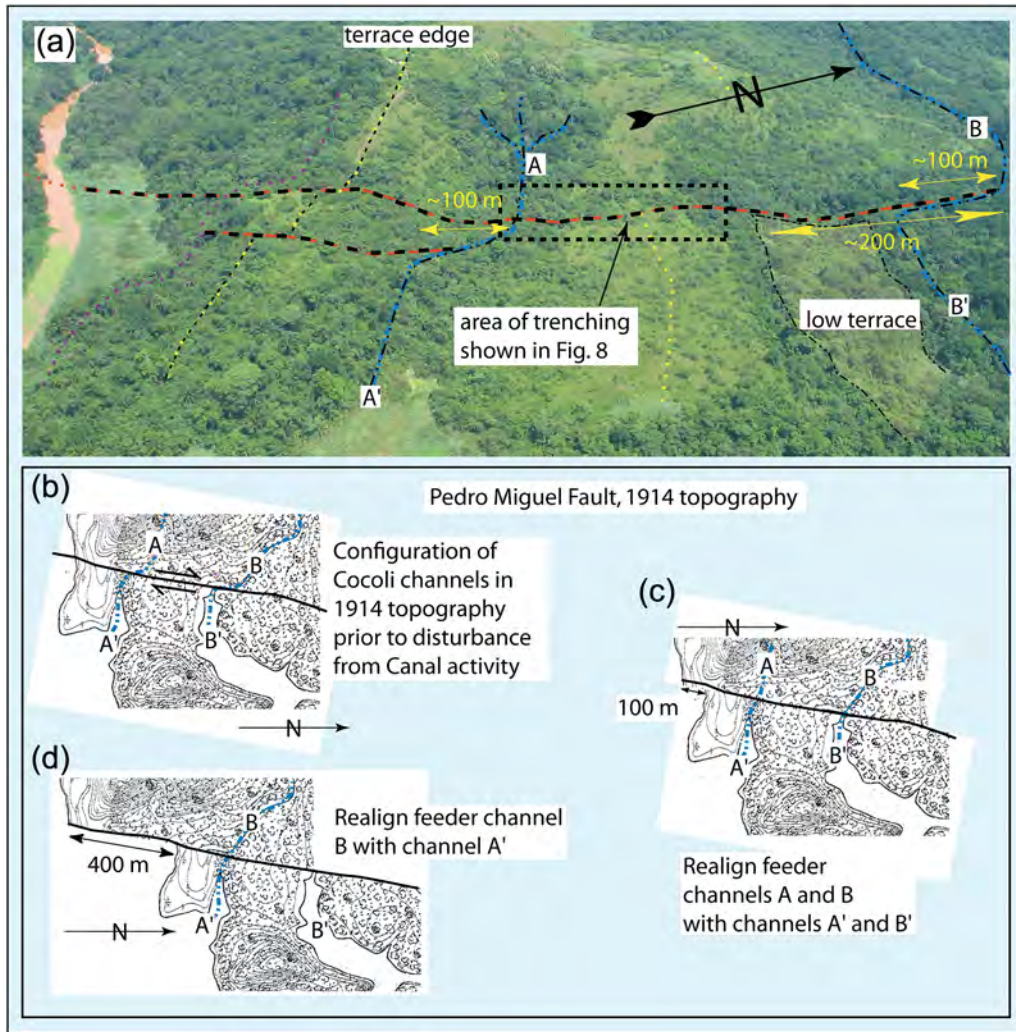 (a)
terrace edge
N
A
B
~100 m
~100 m
~200 m
area of trenching
shown in Fig. 8
low terrace
B'
A'
Pedro Miguel Fault, 1914 topography
(b)
A
B
A'
B'
Configuration of
Cocoli channels in
1914 topography
prior to disturbance
from Canal activity
N
(c)
N
A
B
100 m
A'
B'
Realign feeder
channels A and B
with channels A' and B'
(d)
B
400 m
A'
B'
N
Realign feeder channel
B with channel A'